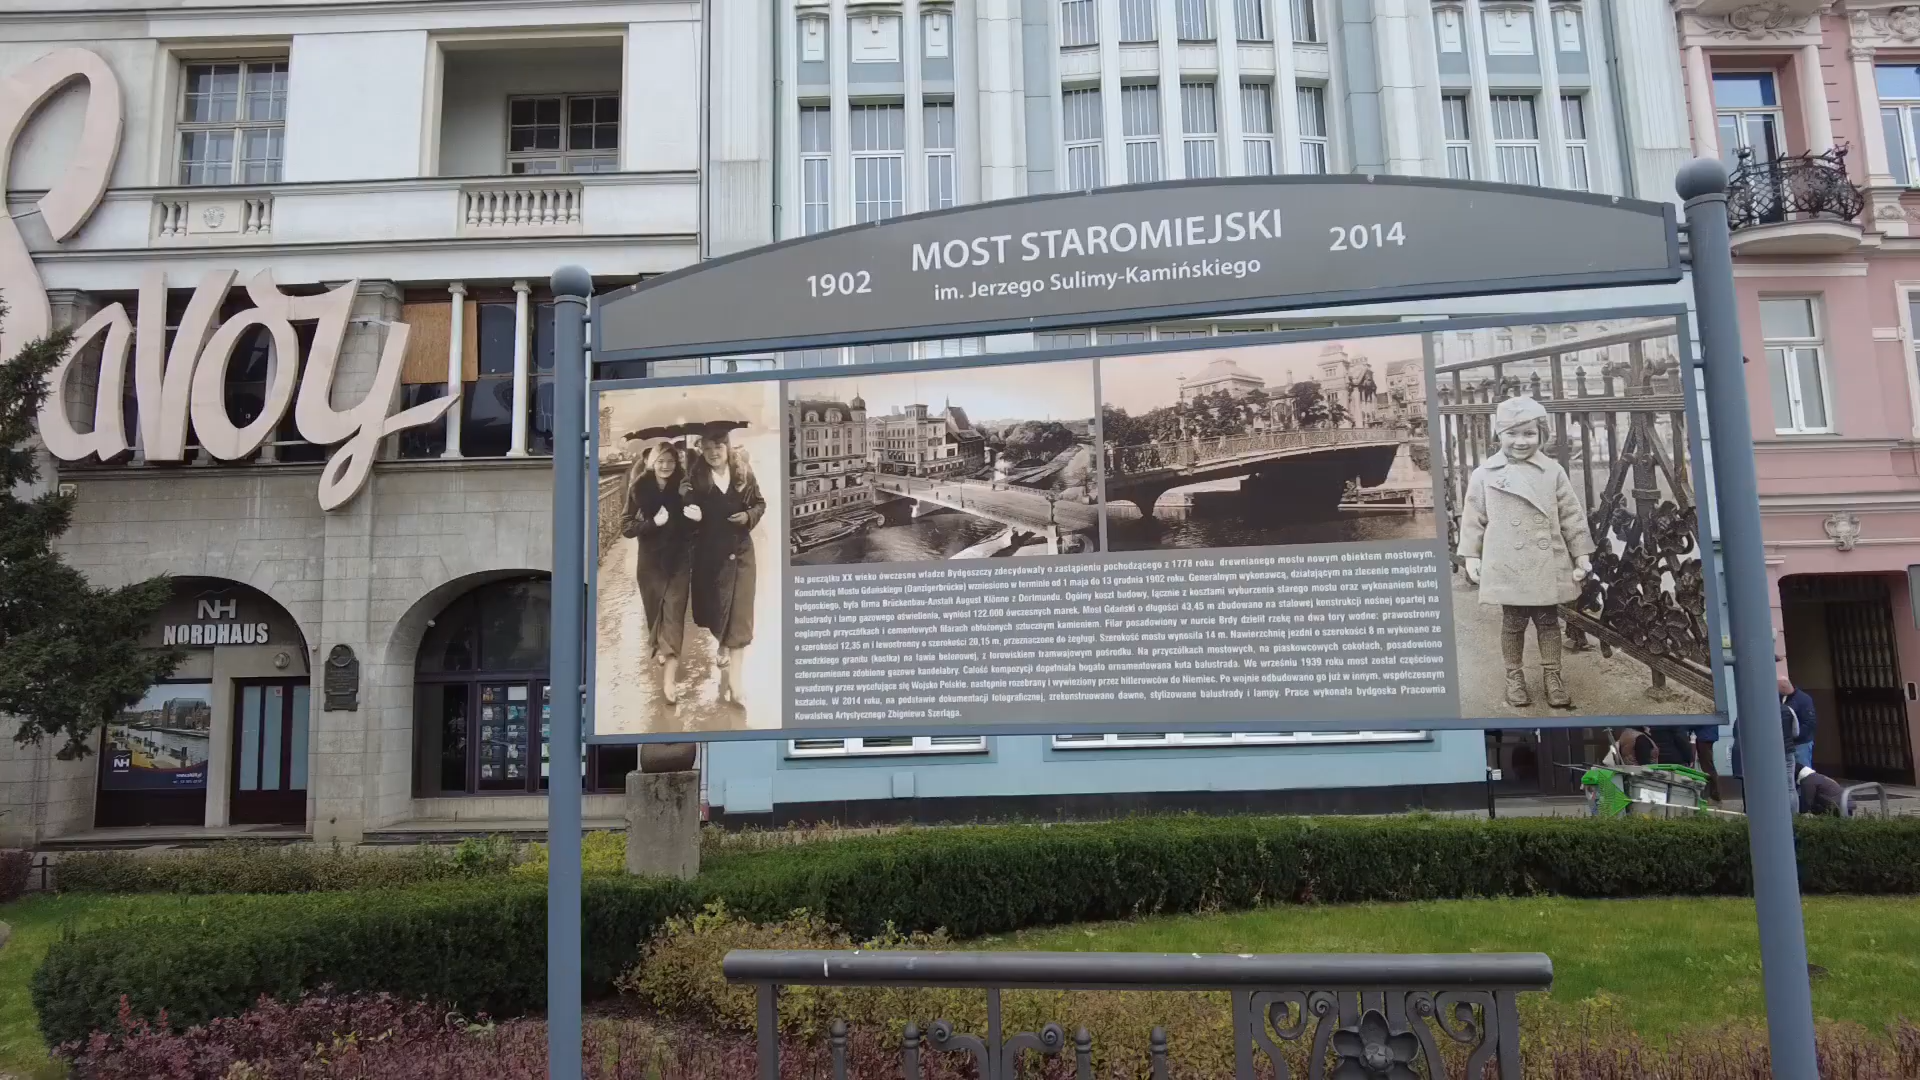 Savoy
1902
MOST STAROMIEJSKI
2014
im. Jerzego Sulimy-Kamińskiego
NH
NORDHAUS
NH
Na początku XX wieku ówczesne władze Bydgoszczy zdecydowały o zastąpieniu pochodzącego z 1778 roku drewnianego mostu nowym obiektem mostowym.
Konstrukcję Mostu Gdańskiego (Danzigerbrücke) wzniesiono w terminie od 1 maja do 13 grudnia 1902 roku. Generalnym wykonawcą, działającym na zlecenie magistratu
bydgoskiego, była firma Brückenbau-Anstalt August Klönne z Dortmundu. Ogólny koszt budowy, łącznie z kosztami wyburzenia starego mostu oraz wykonaniem kutej
balustrady i lamp gazowego oświetlenia, wyniósł 122.000 ówczesnych marek. Most Gdański o długości 43,45 m zbudowano na stalowej konstrukcji nośnej opartej na
ceglanych przyczółkach i cementowych filarach obłożonych sztucznym kamieniem. Filar posadowiony w nurcie Brdy dzielił rzekę na dwa tory wodne: prawostronny
o szerokości 12,35 m i lewostronny o szerokości 20,15 m, przeznaczone do żeglugi. Szerokość mostu wynosiła 14 m. Nawierzchnię jezdni o szerokości 8 m wykonano ze
szwedzkiego granitu (kostka) na ławie betonowej, z torowiskiem tramwajowym pośrodku. Na przyczółkach mostowych, na piaskowcowych cokołach, posadowiono
czteroramienne zdobione gazowe kandelabry. Całość kompozycji dopełniała bogato ornamentowana kuta balustrada. We wrześniu 1939 roku most został częściowo
wysadzony przez wycofujące się Wojsko Polskie, następnie rozebrany i wywieziony przez hitlerowców do Niemiec. Po wojnie odbudowano go już w innym, współczesnym
kształcie. W 2014 roku, na podstawie dokumentacji fotograficznej, zrekonstruowano dawne, stylizowane balustrady i lampy. Prace wykonała bydgoska Pracownia
Kowalstwa Artystycznego Zbigniewa Szerląga.